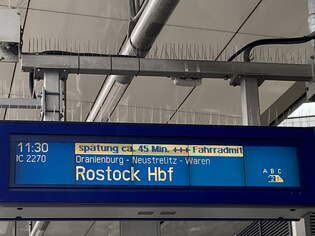 spätung ca. 45 Min. +++ Fahrradmit
11:30
IC 2270
Oranienburg - Neustrelitz - Waren
Rostock Hbf
A B C